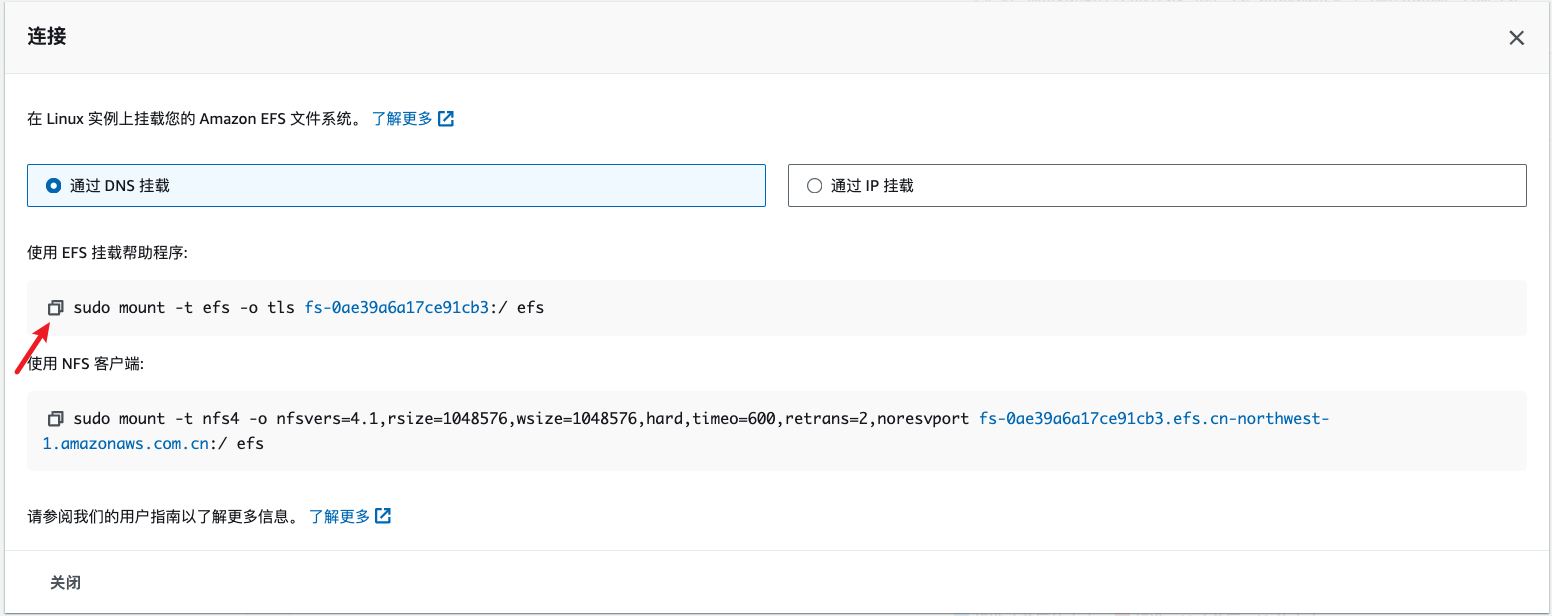 连接
在 Linux 实例上挂载您的 Amazon EFS 文件系统。 了解更多
通过 DNS 挂载
通过 IP 挂载
使用 EFS 挂载帮助程序:
sudo mount -t efs -o tls fs-0ae39a6a17ce91cb3:/ efs
使用 NFS 客户端:
sudo mount -t nfs4 -o nfsvers=4.1,rsize=1048576,wsize=1048576,hard,timeo=600,retrans=2,noresvport fs-0ae39a6a17ce91cb3.efs.cn-northwest-
1.amazonaws.com.cn:/ efs
请参阅我们的用户指南以了解更多信息。 了解更多
关闭